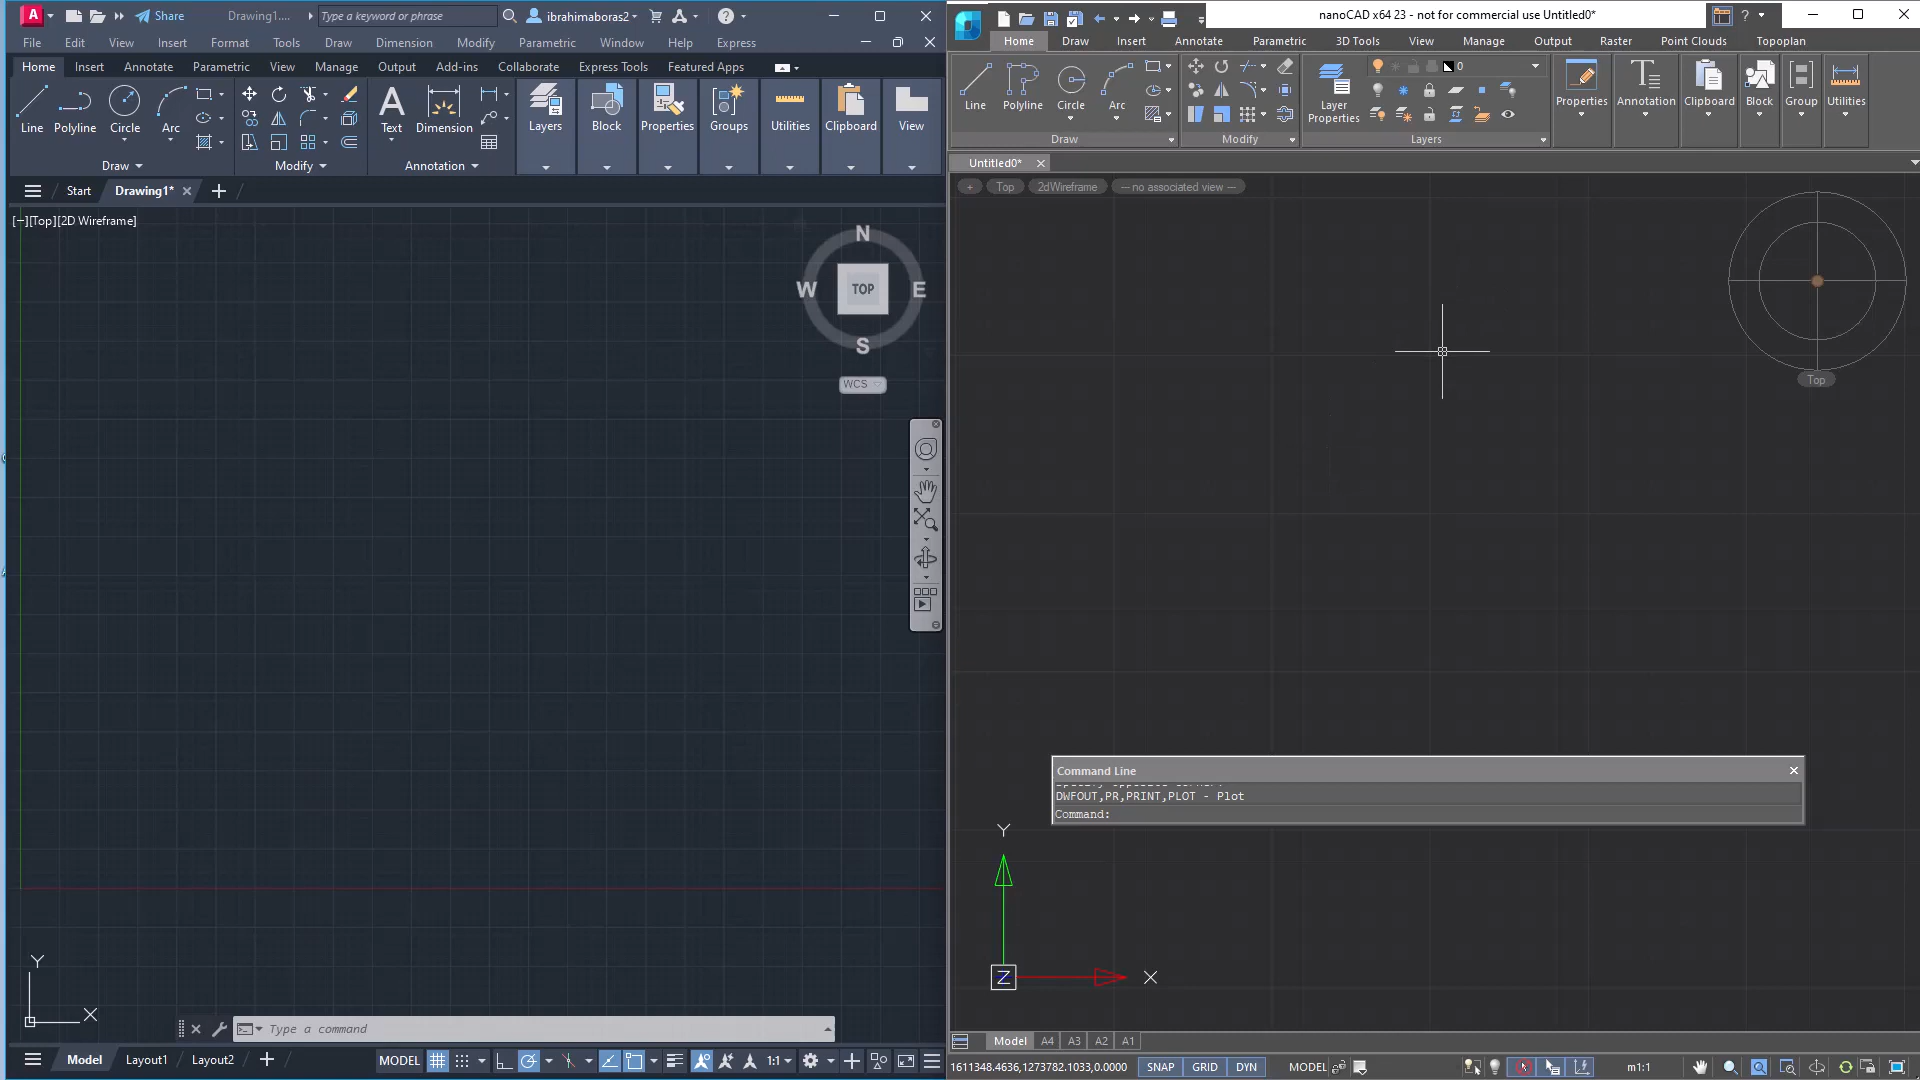 A Share Drawing1.... Type a keyword or phrase ibrahimaboras2
File Edit View Insert Format Tools Draw Dimension Modify Parametric Window Help Express
Home Insert Annotate Parametric View Manage Output Add-ins Collaborate Express Tools Featured Apps
Line Polyline Circle Arc
A
Text Dimension Layers Block Properties Groups Utilities Clipboard View
Draw Modify Annotation
Start Drawing1*
[−][Top][2D Wireframe]
N
W TOP E
S
WCS
Y
X
Type a command
Model Layout1 Layout2 MODEL 1:1
nanoCAD x64 23 - not for commercial use Untitled0* ?
Home Draw Insert Annotate Parametric 3D Tools View Manage Output Raster Point Clouds Topoplan
0
Line Polyline Circle Arc
Layer
Properties
Properties Annotation Clipboard Block Group Utilities
Draw Modify Layers
Untitled0*
+ Top 2dWireframe — no associated view —
Top
Command Line
DWFOUT,PR,PRINT,PLOT - Plot
Command:
Y
Z X
Model A4 A3 A2 A1
1611348.4636,1273782.1033,0.0000 SNAP GRID DYN MODEL m1:1